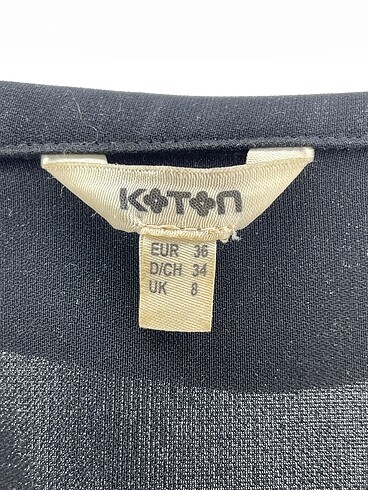 KOTON
EUR 36
D/CH 34
UK 8